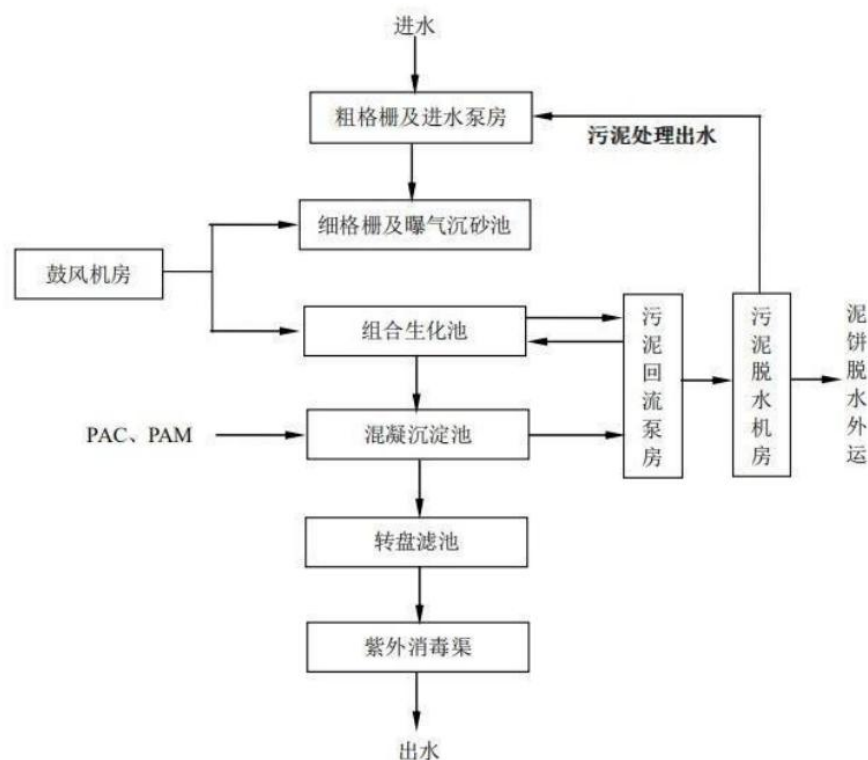 进水
粗格栅及进水泵房
污泥处理出水
细格栅及曝气沉砂池
鼓风机房
组合生化池
污泥回流泵房
污泥脱水机房
泥饼脱水外运
PAC、PAM
混凝沉淀池
转盘滤池
紫外消毒渠
出水